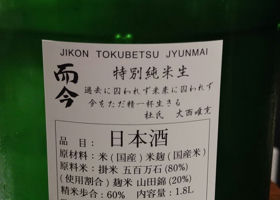 JIKON TOKUBETSU JYUNMAI
而今
特別純米生
過去に囚われず未来に囚われず
今をただ精一杯生きる
杜氏 大西唯克
品目: 日本酒
原材料: 米(国産)米麹(国産米)
原料米: 掛米 五百万石(80%)
(使用割合) 麹米 山田錦(20%)
精米歩合: 60% 内容量: 1.8L